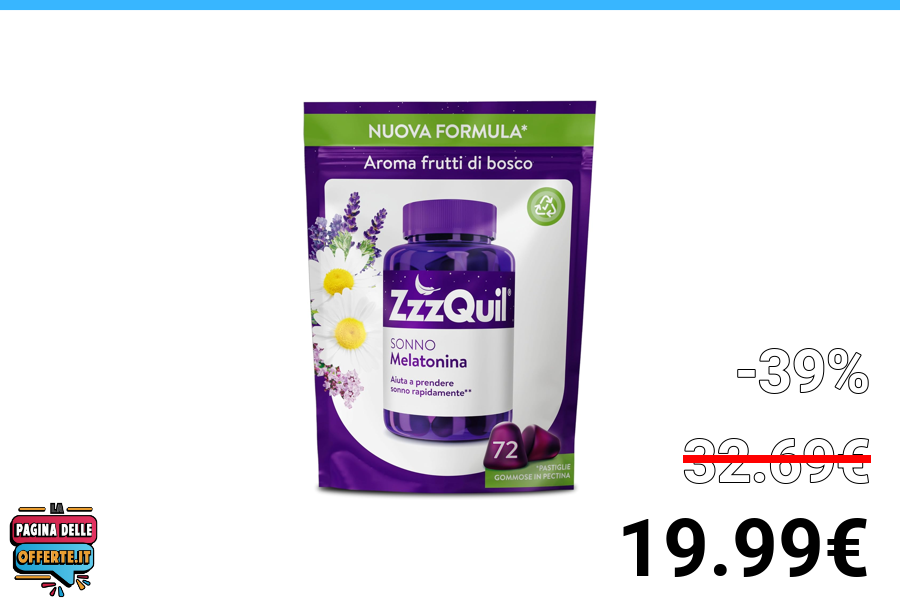 NUOVA FORMULA*
Aroma frutti di bosco
ZzzQuil®
SONNO
Melatonina
Aiuta a prendere
sonno rapidamente**
72
*PASTIGLIE
GOMMOSE IN PECTINA
-39%
32.69€
19.99€
LA
PAGINA DELLE
OFFERTE.IT